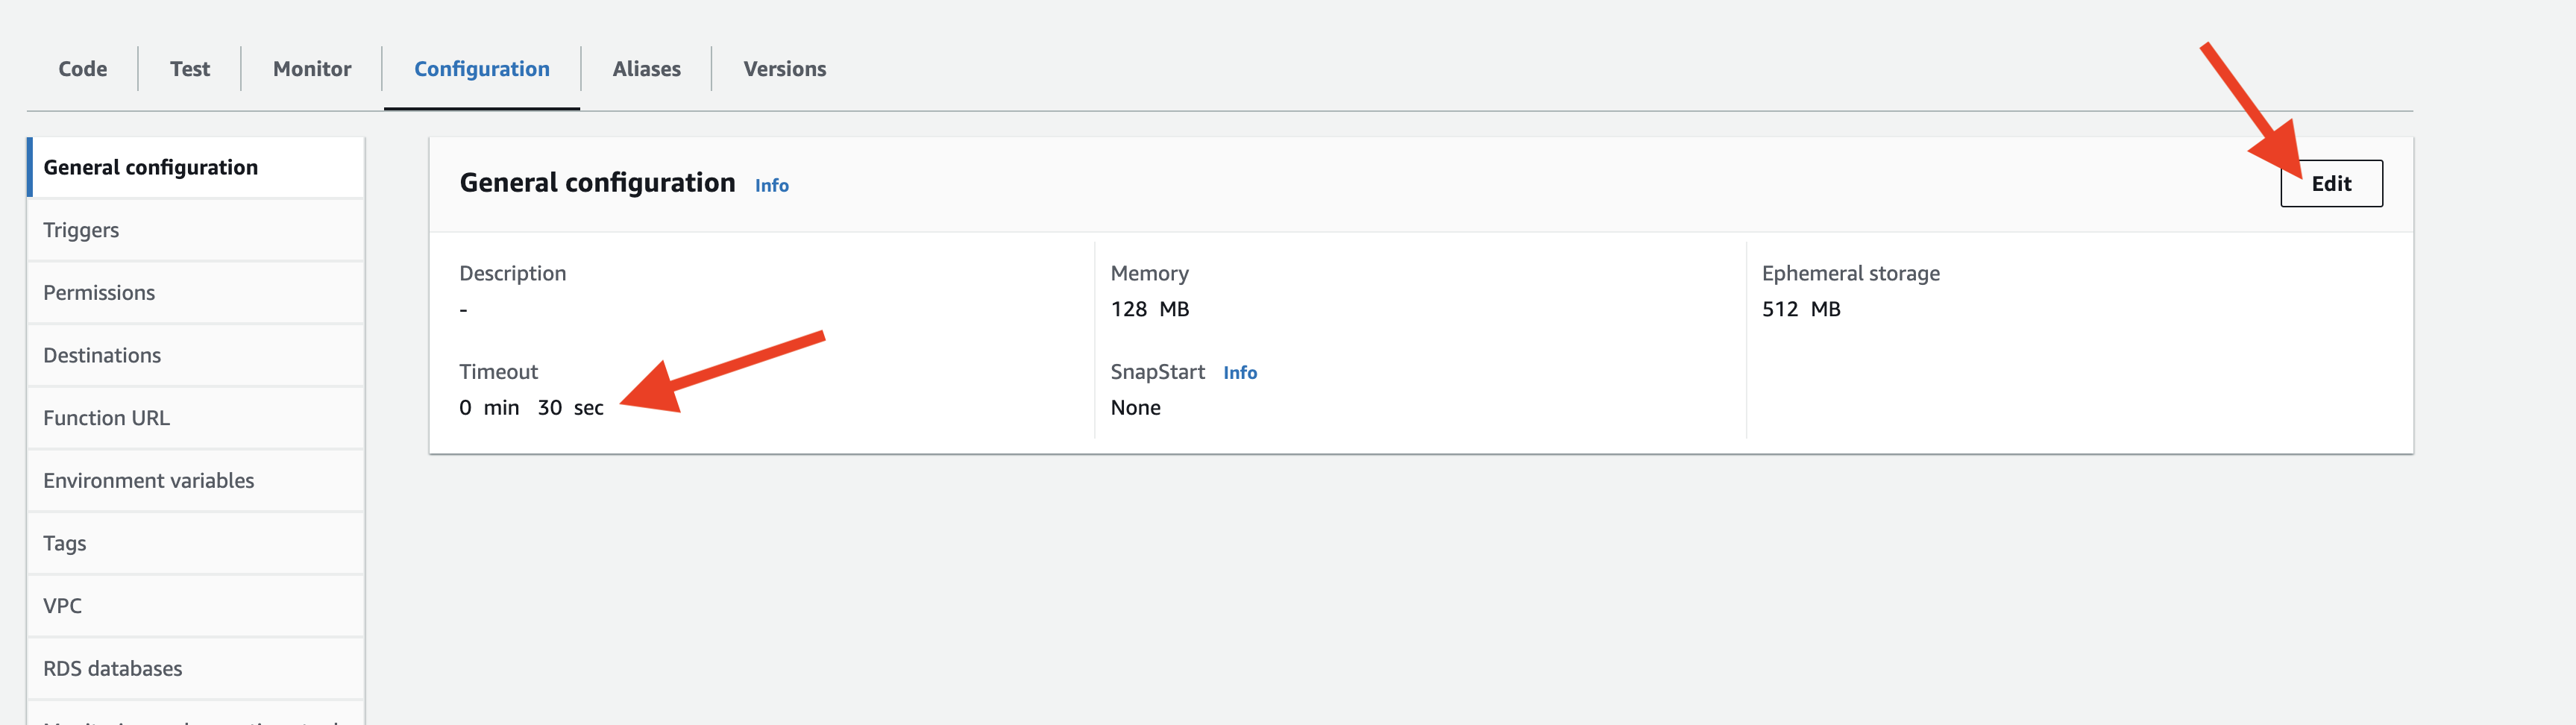 Code
Test
Monitor
Configuration
Aliases
Versions
General configuration
Triggers
Permissions
Destinations
Function URL
Environment variables
Tags
VPC
RDS databases
General configuration Info
Edit
Description
-
Memory
128 MB
Ephemeral storage
512 MB
Timeout
0 min 30 sec
SnapStart Info
None